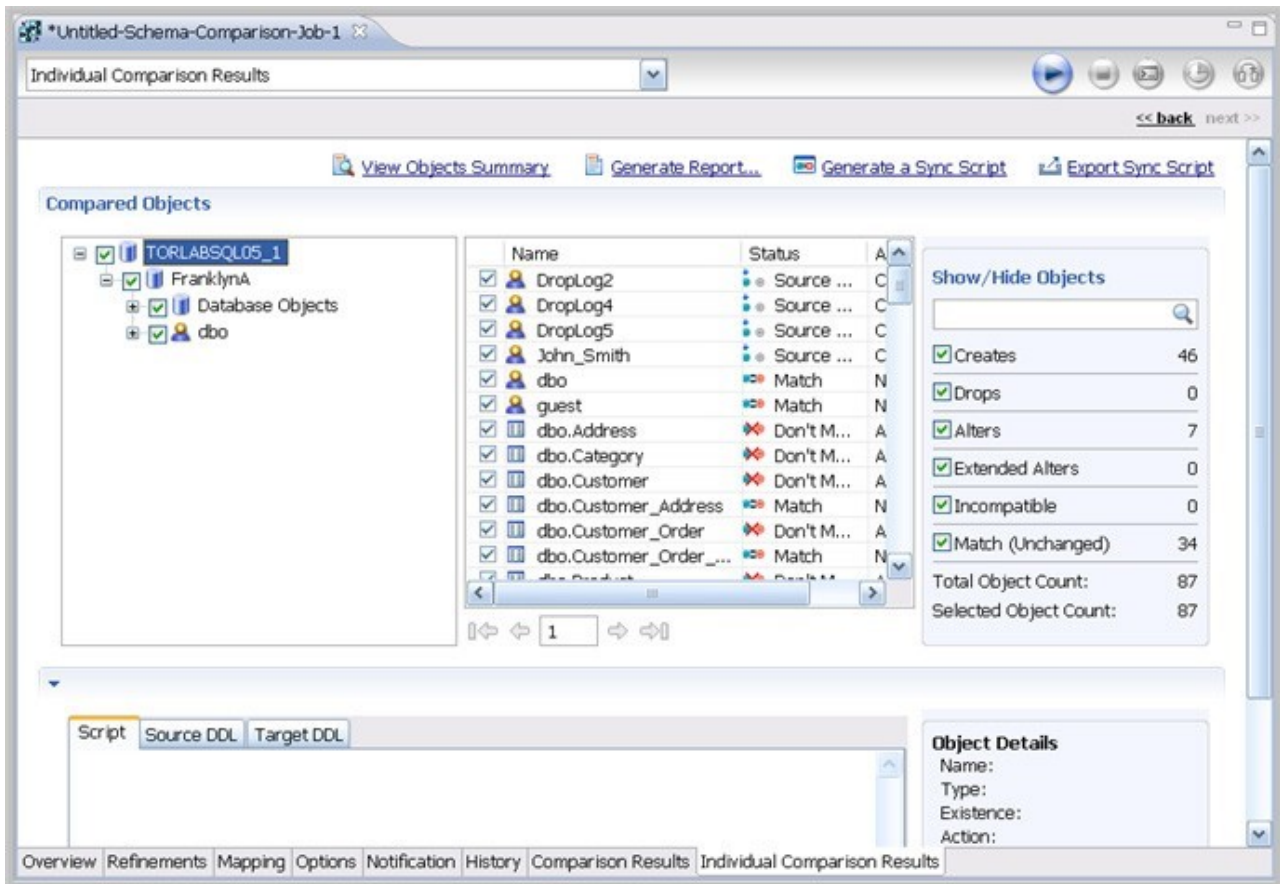 *Untitled-Schema-Comparison-Job-1
Individual Comparison Results
<< back next >>
View Objects Summary Generate Report... Generate a Sync Script Export Sync Script
Compared Objects
TORLABSQL05_1
FranklynA
Database Objects
dbo
Name Status A
DropLog2 Source ... C
DropLog4 Source ... C
DropLog5 Source ... C
John_Smith Source ... C
dbo Match N
guest Match N
dbo.Address Don't M... A
dbo.Category Don't M... A
dbo.Customer Don't M... A
dbo.Customer_Address Match N
dbo.Customer_Order Don't M... A
dbo.Customer_Order_... Match N
dbo.Product Don't M... A
1
Show/Hide Objects
Creates 46
Drops 0
Alters 7
Extended Alters 0
Incompatible 0
Match (Unchanged) 34
Total Object Count: 87
Selected Object Count: 87
Script Source DDL Target DDL
Object Details
Name:
Type:
Existence:
Action:
Overview Refinements Mapping Options Notification History Comparison Results Individual Comparison Results